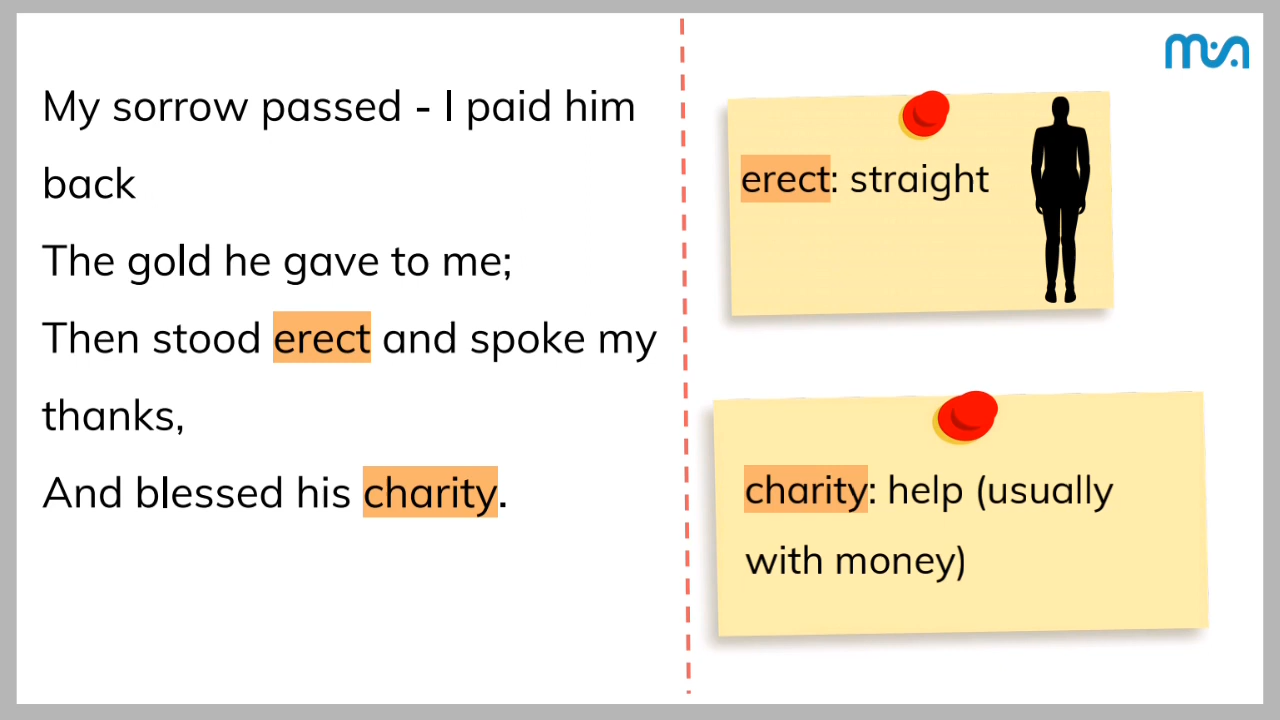 My sorrow passed - I paid him
back
The gold he gave to me;
Then stood erect and spoke my
thanks,
And blessed his charity.
erect: straight
charity: help (usually
with money)